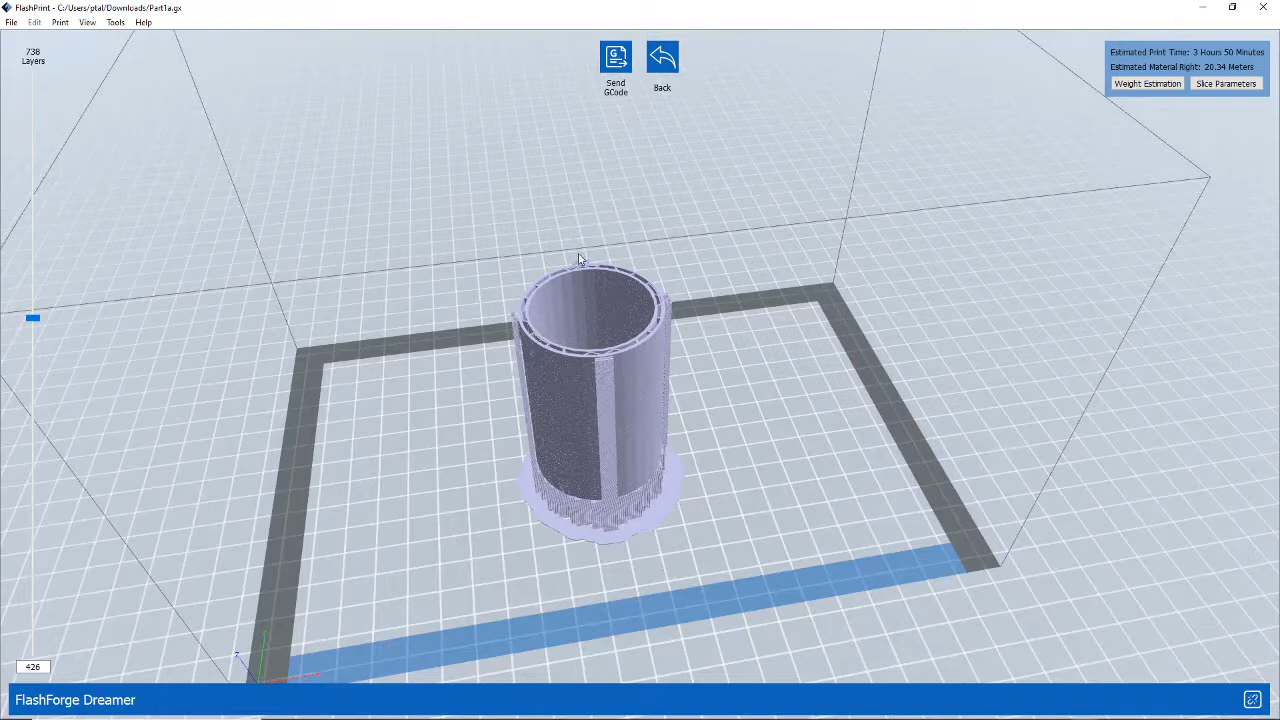 FlashPrint - C:/Users/ptal/Downloads/Part1a.gx
File Edit Print View Tools Help
738
Layers
Send
GCode
Back
Estimated Print Time: 3 Hours 50 Minutes
Estimated Material Right: 20.34 Meters
Weight Estimation Slice Parameters
426
Z
FlashForge Dreamer